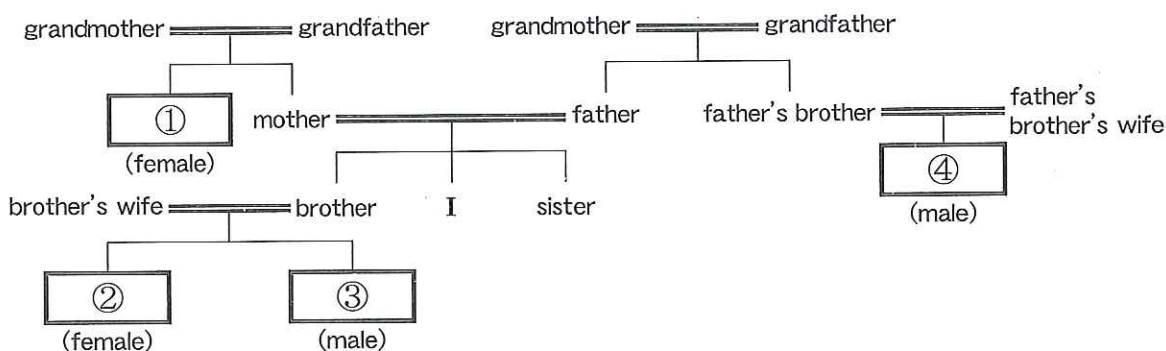 grandmother grandfather grandmother grandfather
① mother father father's brother father's brother's wife
(female) ④
brother's wife brother I sister (male)
② ③
(female) (male)